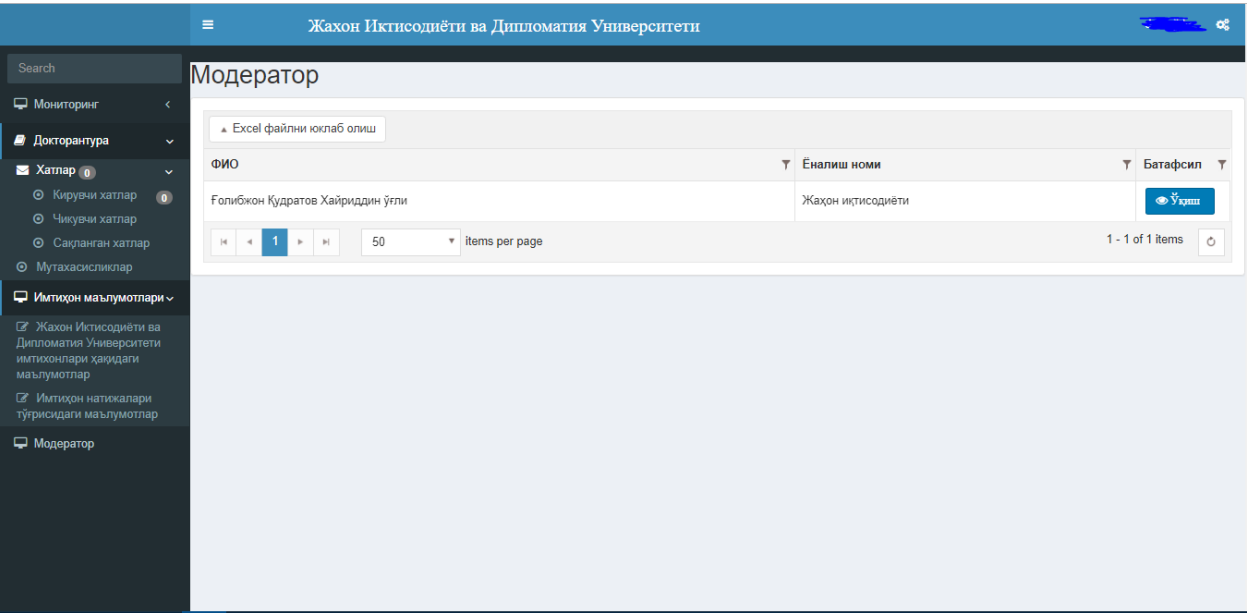 Жахон Иктисодиёти ва Дипломатия Университети
Search
Мониторинг
Докторантура
Хатлар 0
Кирувчи хатлар 0
Чикувчи хатлар
Сақланган хатлар
Мутахасисликлар
Имтиҳон маълумотлари
Жахон Иктисодиёти ва
Дипломатия Университети
имтихонлари ҳақидаги
маълумотлар
Имтиҳон натижалари
тўғрисидаги маълумотлар
Модератор
Модератор
Excel файлни юклаб олиш
ФИО Ёналиш номи Батафсил
Ғолибжон Қудратов Хайриддин ўғли Жаҳон иқтисодиёти Ўқиш
1 50 items per page 1 - 1 of 1 items